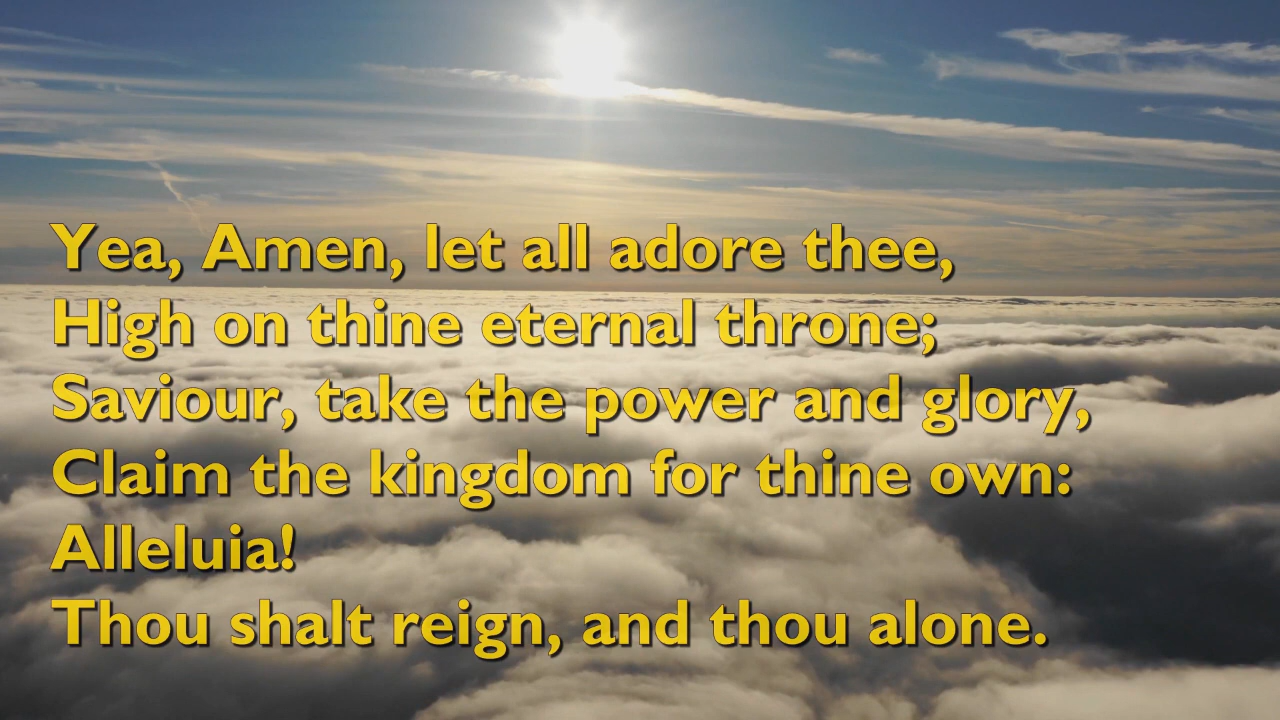 Yea, Amen, let all adore thee,
High on thine eternal throne;
Saviour, take the power and glory,
Claim the kingdom for thine own:
Alleluia!
Thou shalt reign, and thou alone.